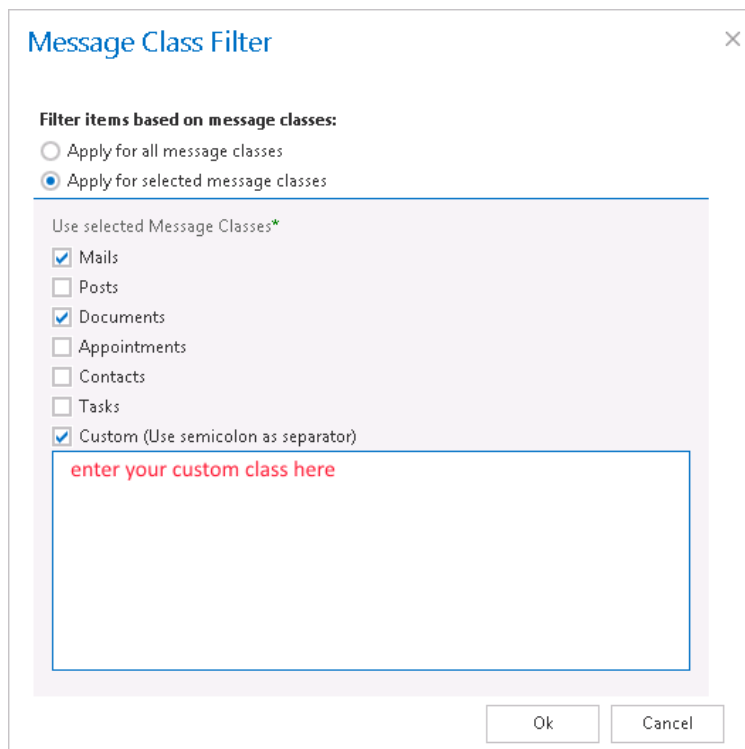 Message Class Filter
Filter items based on message classes:
Apply for all message classes
Apply for selected message classes
Use selected Message Classes*
Mails
Posts
Documents
Appointments
Contacts
Tasks
Custom (Use semicolon as separator)
enter your custom class here
Ok Cancel